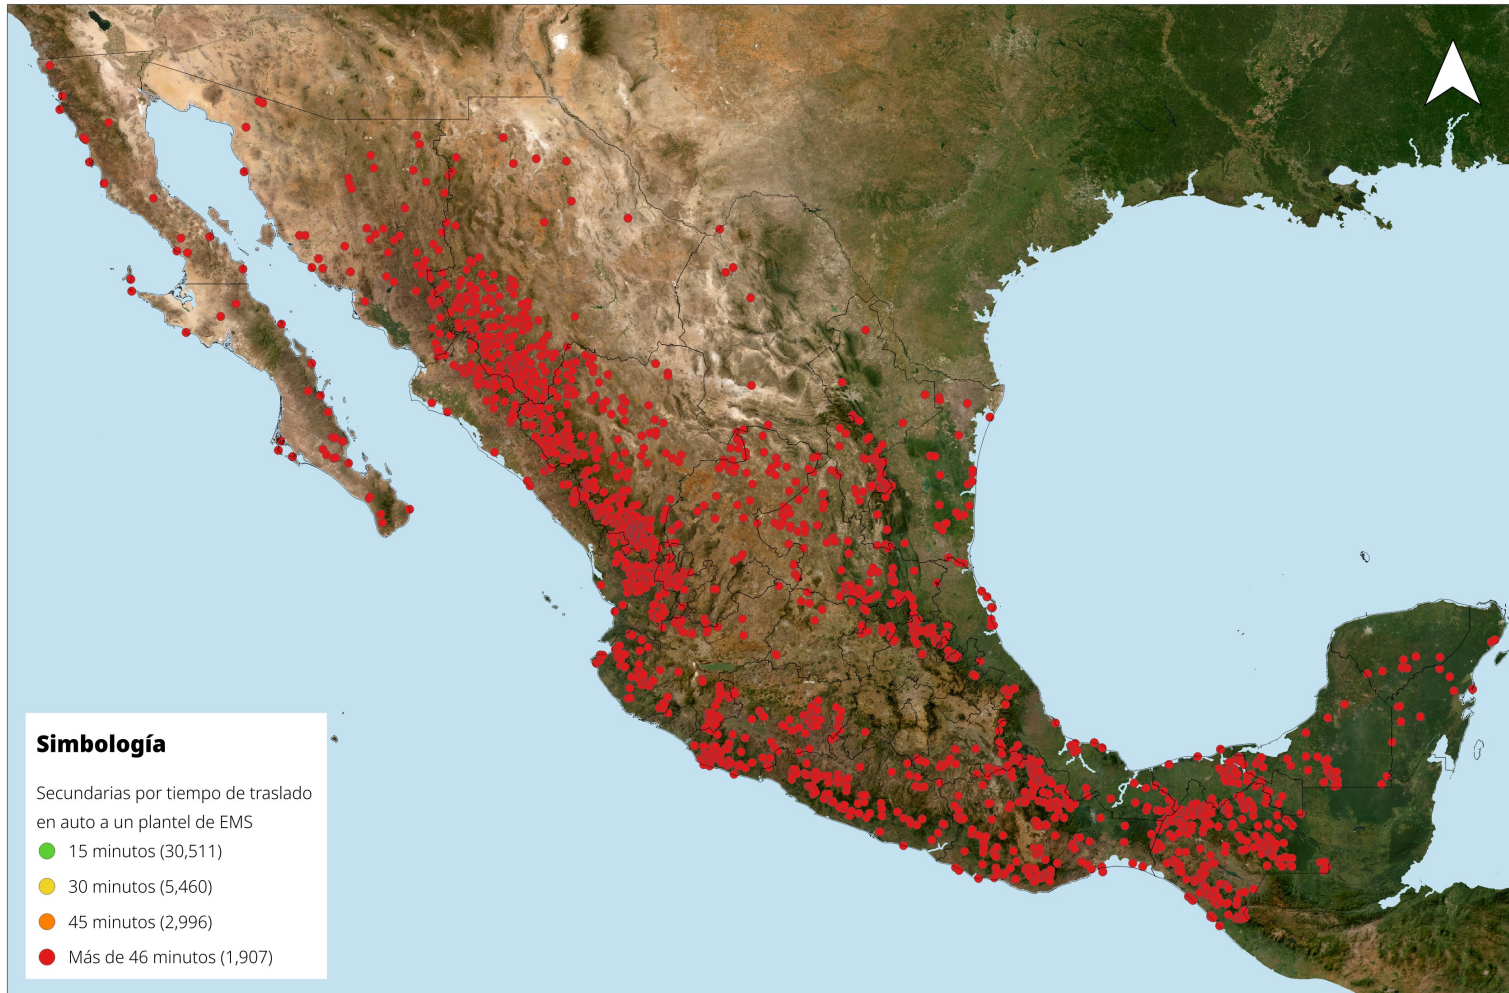 Simbología
Secundarias por tiempo de traslado
en auto a un plantel de EMS
15 minutos (30,511)
30 minutos (5,460)
45 minutos (2,996)
Más de 46 minutos (1,907)